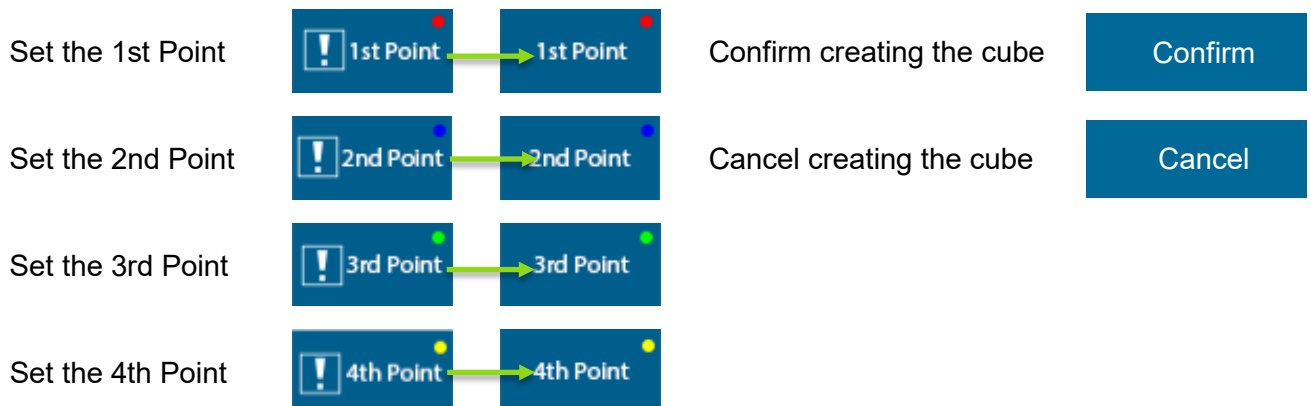 Set the 1st Point
! 1st Point
1st Point
Confirm creating the cube
Confirm
Set the 2nd Point
! 2nd Point
2nd Point
Cancel creating the cube
Cancel
Set the 3rd Point
! 3rd Point
3rd Point
Set the 4th Point
! 4th Point
4th Point